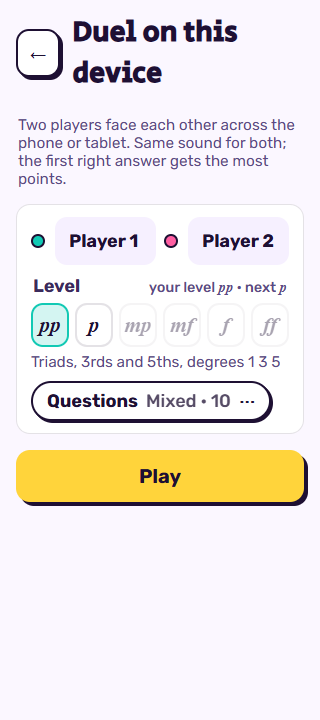 ←
Duel on this
device
Two players face each other across the
phone or tablet. Same sound for both;
the first right answer gets the most
points.
Player 1
Player 2
Level
your level pp • next p
pp p mp mf f ff
Triads, 3rds and 5ths, degrees 1 3 5
Questions Mixed • 10 ···
Play